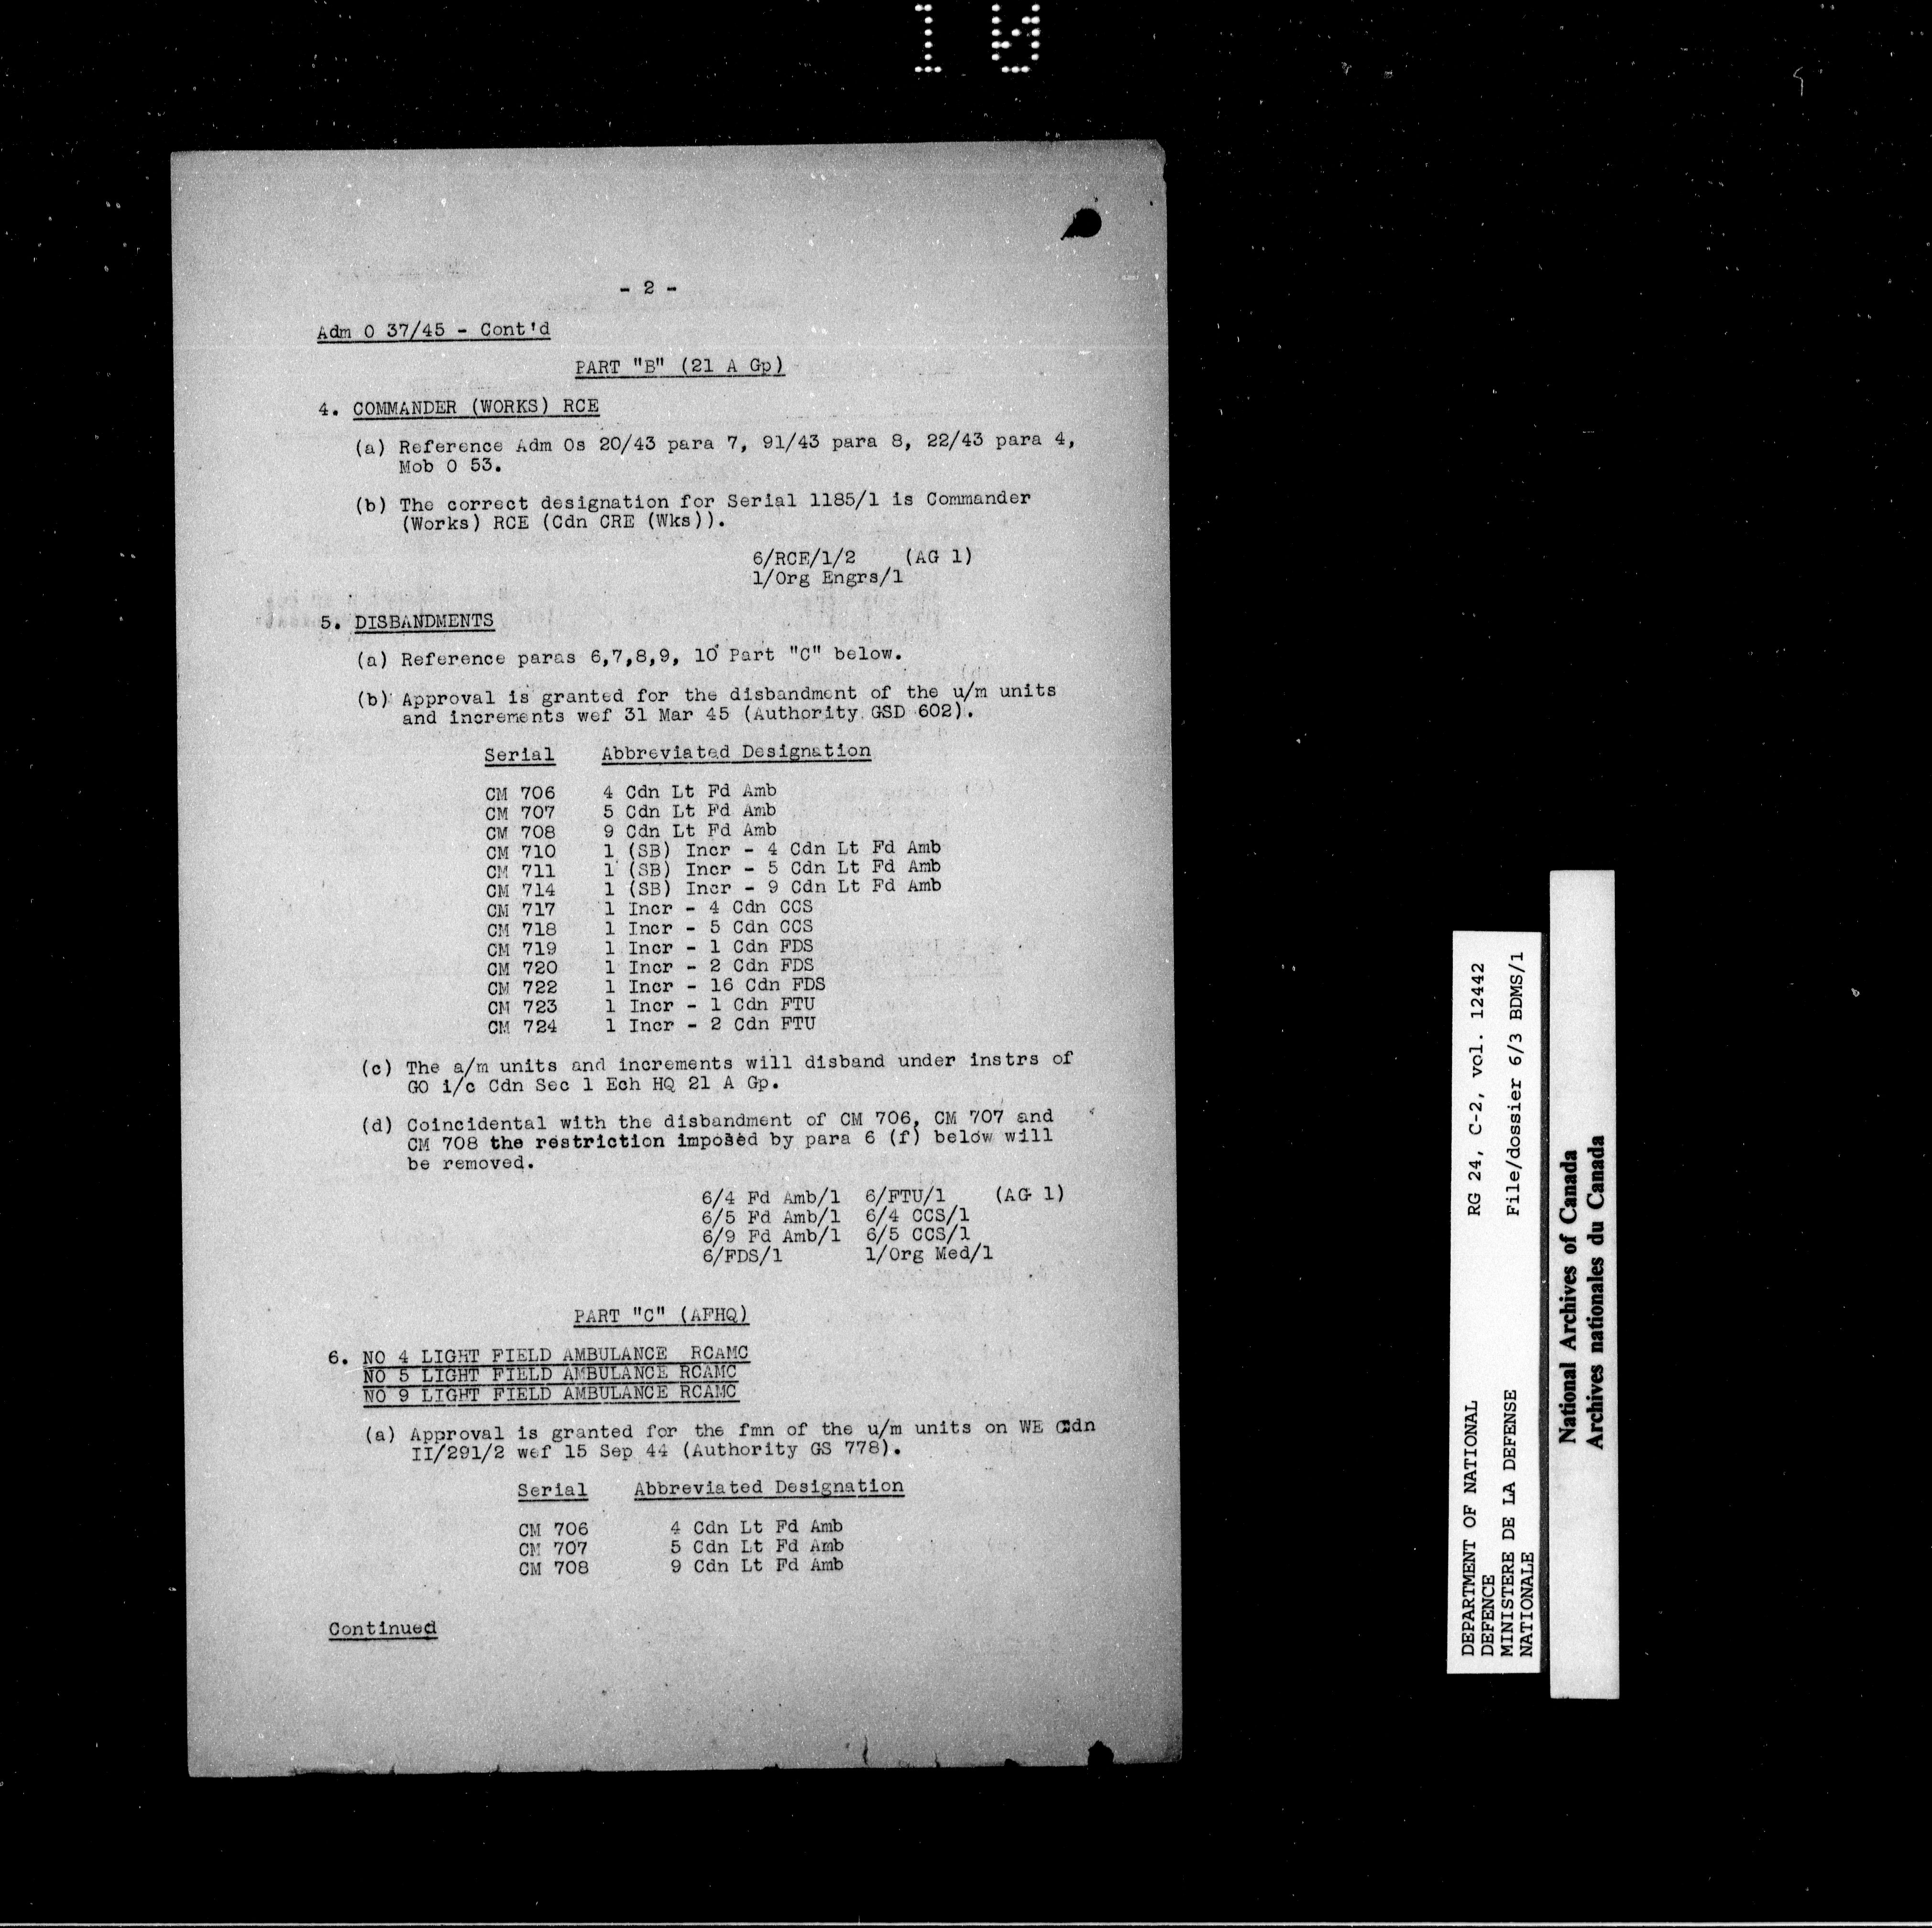 10
- 2 -
Adm O 37/45 - Cont'd
PART "B" (21 A Gp)
4. COMMANDER (WORKS) RCE
(a) Reference Adm Os 20/43 para 7, 91/43 para 8, 22/43 para 4,
Mob O 53.
(b) The correct designation for Serial 1185/1 is Commander
(Works) RCE (Cdn CRE (Wks)).
6/RCE/1/2 (AG 1)
1/Org Engrs/1
5. DISBANDMENTS
(a) Reference paras 6,7,8,9, 10 Part "C" below.
(b) Approval is granted for the disbandment of the u/m units
and increments wef 31 Mar 45 (Authority GSD 602).
Serial Abbreviated Designation
CM 706 4 Cdn Lt Fd Amb
CM 707 5 Cdn Lt Fd Amb
CM 708 9 Cdn Lt Fd Amb
CM 710 1 (SB) Incr - 4 Cdn Lt Fd Amb
CM 711 1 (SB) Incr - 5 Cdn Lt Fd Amb
CM 714 1 (SB) Incr - 9 Cdn Lt Fd Amb
CM 717 1 Incr - 4 Cdn CCS
CM 718 1 Incr - 5 Cdn CCS
CM 719 1 Incr - 1 Cdn FDS
CM 720 1 Incr - 2 Cdn FDS
CM 722 1 Incr - 16 Cdn FDS
CM 723 1 Incr - 1 Cdn FTU
CM 724 1 Incr - 2 Cdn FTU
(c) The a/m units and increments will disband under instrs of
GO i/c Cdn Sec 1 Ech HQ 21 A Gp.
(d) Coincidental with the disbandment of CM 706, CM 707 and
CM 708 the restriction imposed by para 6 (f) below will
be removed.
6/4 Fd Amb/1 6/FTU/1 (AG 1)
6/5 Fd Amb/1 6/4 CCS/1
6/9 Fd Amb/1 6/5 CCS/1
6/FDS/1 1/Org Med/1
PART "C" (AFHQ)
6. NO 4 LIGHT FIELD AMBULANCE RCAMC
NO 5 LIGHT FIELD AMBULANCE RCAMC
NO 9 LIGHT FIELD AMBULANCE RCAMC
(a) Approval is granted for the fmn of the u/m units on WE Cdn
II/291/2 wef 15 Sep 44 (Authority GS 778).
Serial Abbreviated Designation
CM 706 4 Cdn Lt Fd Amb
CM 707 5 Cdn Lt Fd Amb
CM 708 9 Cdn Lt Fd Amb
Continued
DEPARTMENT OF NATIONAL RG 24, C-2, vol. 12442
DEFENCE
MINISTERE DE LA DEFENSE File/dossier 6/3 BDMS/1
NATIONALE
National Archives of Canada
Archives nationales du Canada